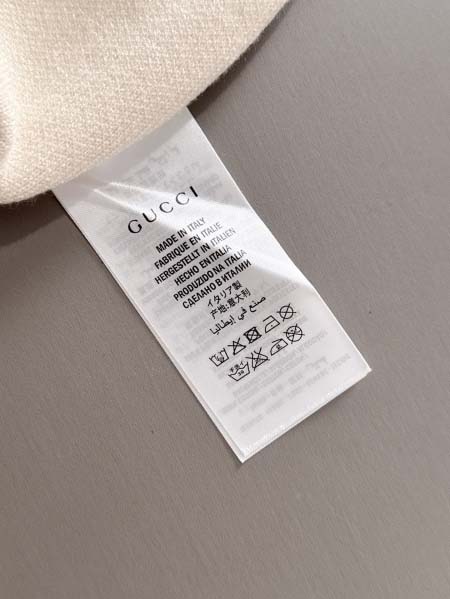 GUCCI
MADE IN ITALY
FABRIQUE EN ITALIE
HERGESTELLT IN ITALIEN
HECHO EN ITALIA
PRODUZIDO NA ITALIA
СДЕЛАНО В ИТАЛИИ
イタリア製
产地:意大利
صنع في إيطاليا